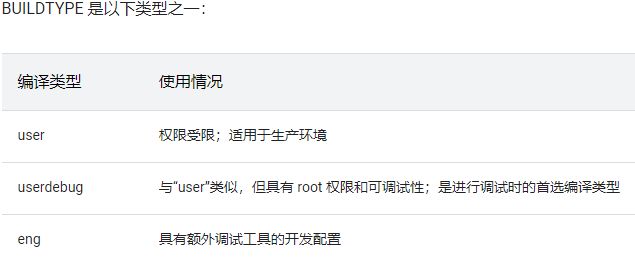 BUILDTYPE 是以下类型之一：
编译类型 使用情况
user 权限受限；适用于生产环境
userdebug 与“user”类似，但具有 root 权限和可调试性；是进行调试时的首选编译类型
eng 具有额外调试工具的开发配置